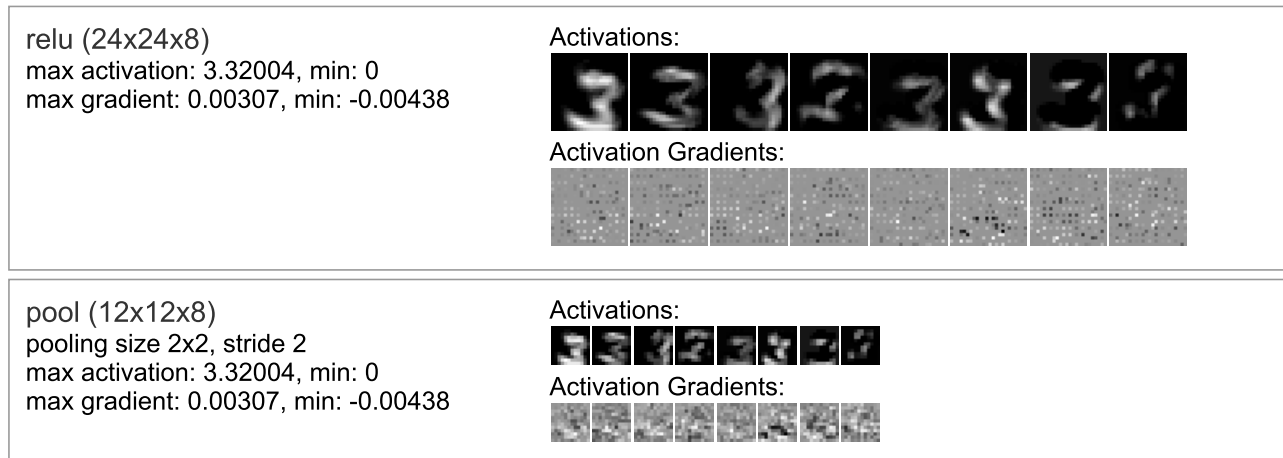 relu (24x24x8)
max activation: 3.32004, min: 0
max gradient: 0.00307, min: -0.00438
Activations:
Activation Gradients:
pool (12x12x8)
pooling size 2x2, stride 2
max activation: 3.32004, min: 0
max gradient: 0.00307, min: -0.00438
Activations:
Activation Gradients: